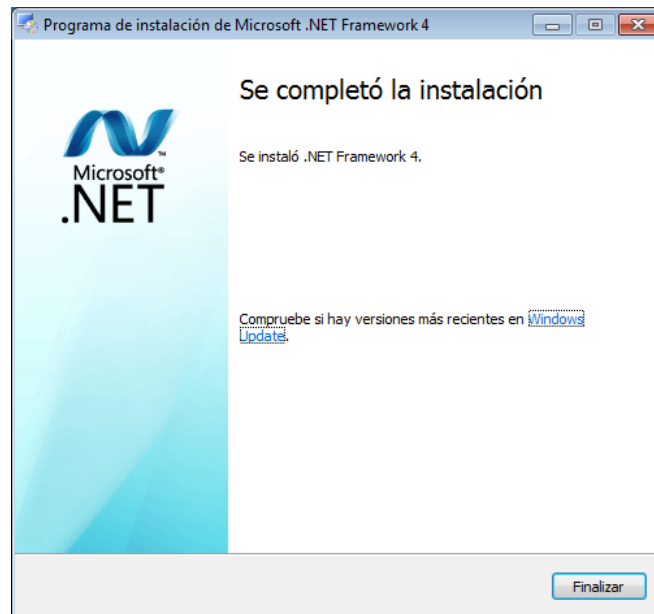 Programa de instalación de Microsoft .NET Framework 4
Se completó la instalación
Microsoft®
.NET
™
Se instaló .NET Framework 4.
Compruebe si hay versiones más recientes en Windows
Update.
Finalizar